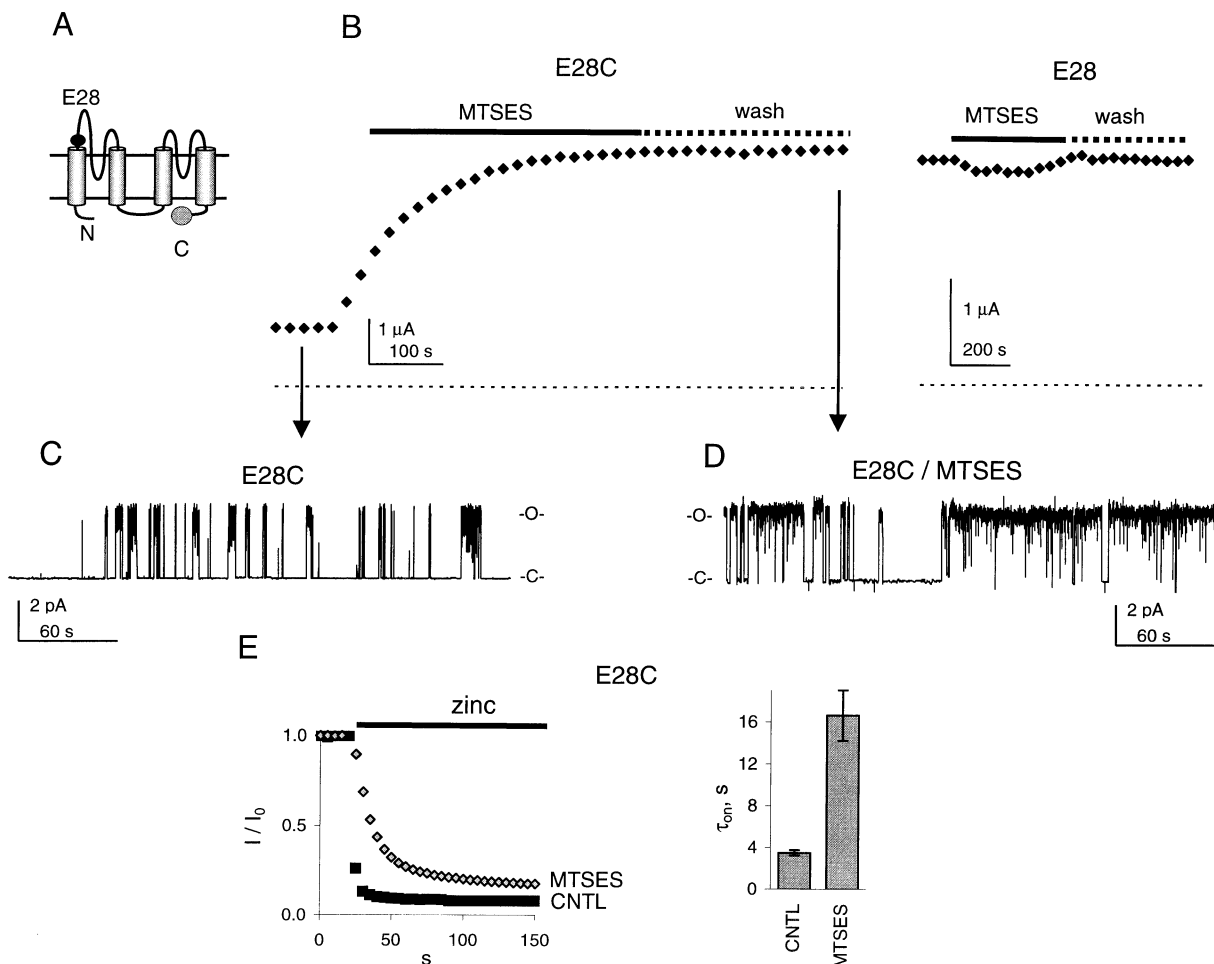 A
E28
N
C
B
E28C
MTSES
wash
1 µA
100 s
E28
MTSES
wash
1 µA
200 s
C
E28C
-O-
-C-
2 pA
60 s
D
E28C / MTSES
-O-
-C-
2 pA
60 s
E
E28C
zinc
I / I0
1.0
0.5
0.0
0
50
100
150
s
MTSES
CNTL
τon, s
16
12
8
4
0
CNTL
MTSES